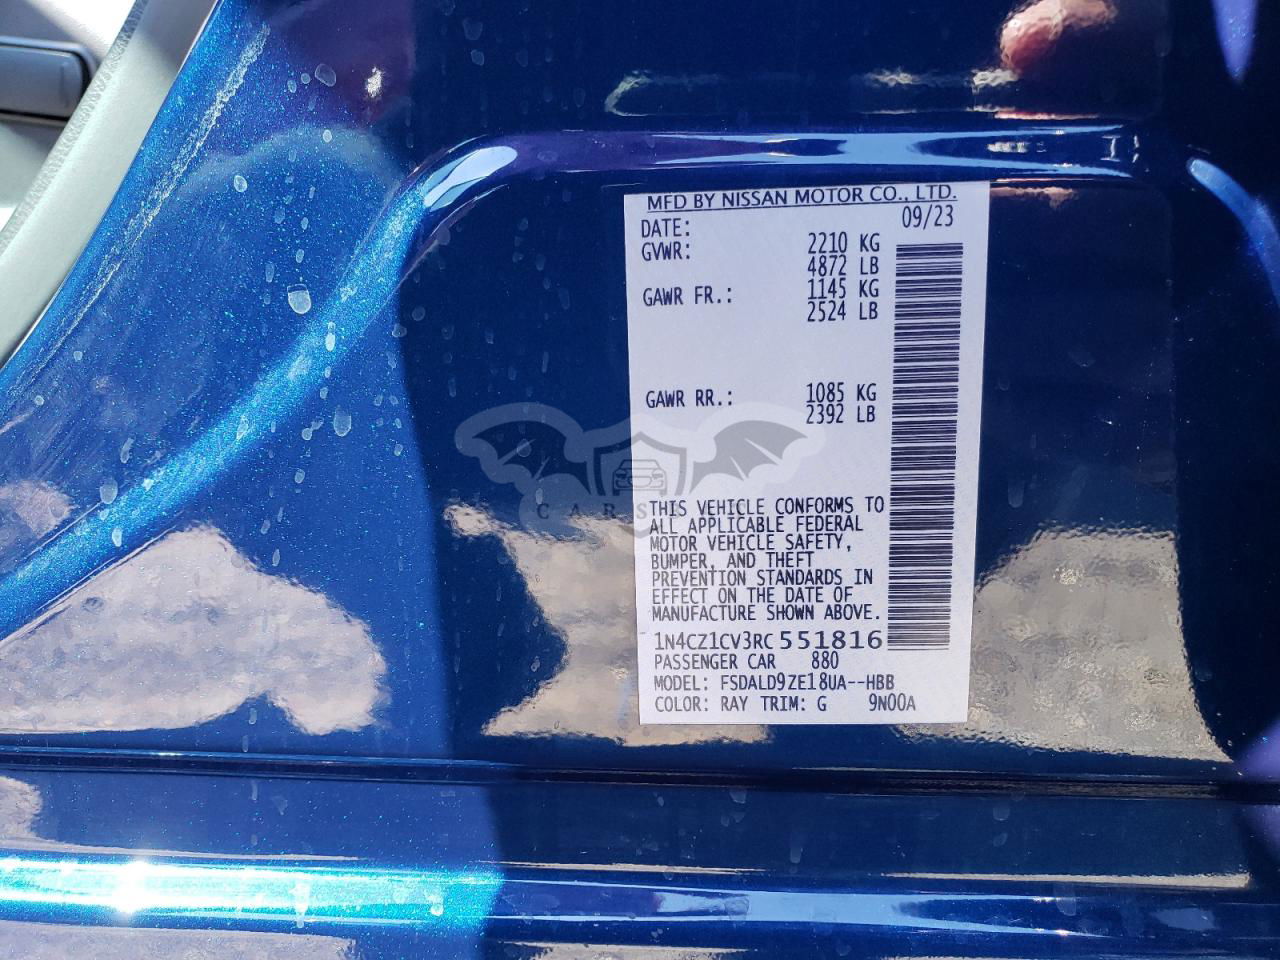 MFD BY NISSAN MOTOR CO., LTD.
DATE: 09/23
GVWR: 2210 KG
4872 LB
GAWR FR.: 1145 KG
2524 LB
GAWR RR.: 1085 KG
2392 LB
CARS
THIS VEHICLE CONFORMS TO
ALL APPLICABLE FEDERAL
MOTOR VEHICLE SAFETY,
BUMPER, AND THEFT
PREVENTION STANDARDS IN
EFFECT ON THE DATE OF
MANUFACTURE SHOWN ABOVE.
1N4CZ1CV3RC551816
PASSENGER CAR 880
MODEL: FSDALD9ZE18UA--HBB
COLOR: RAY TRIM: G 9N00A